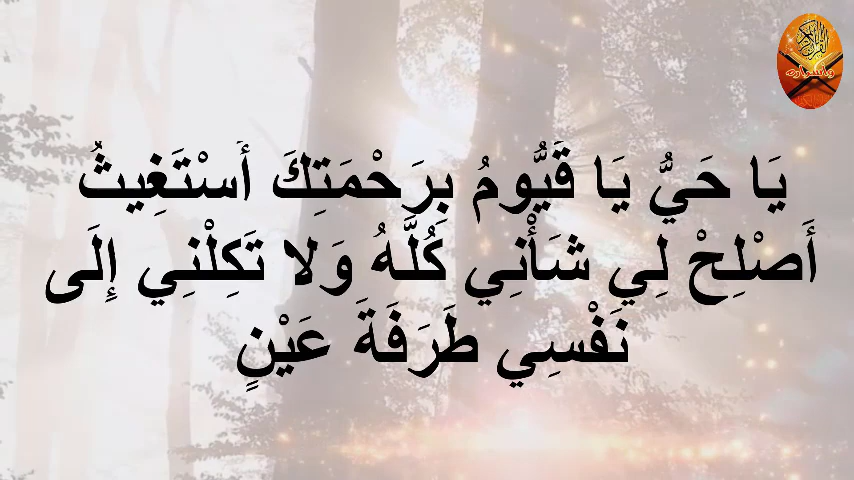 يَا حَيُّ يَا قَيُّومُ بِرَحْمَتِكَ أَسْتَغِيثُ
أَصْلِحْ لِي شَأْنِي كُلَّهُ وَلا تَكِلْنِي إِلَى
نَفْسِي طَرَفَةَ عَيْنٍ